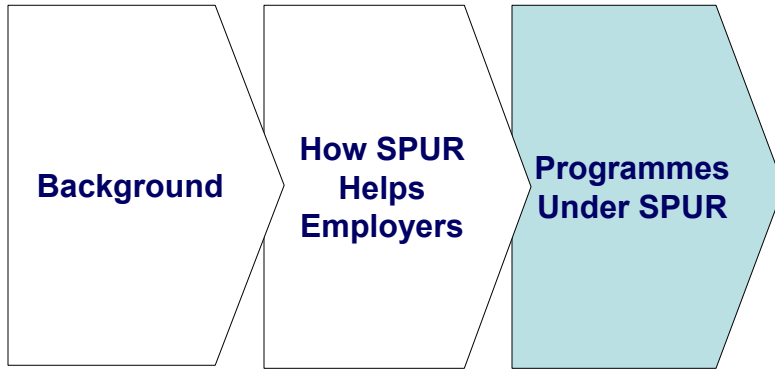 Background
How SPUR
Helps
Employers
Programmes
Under SPUR